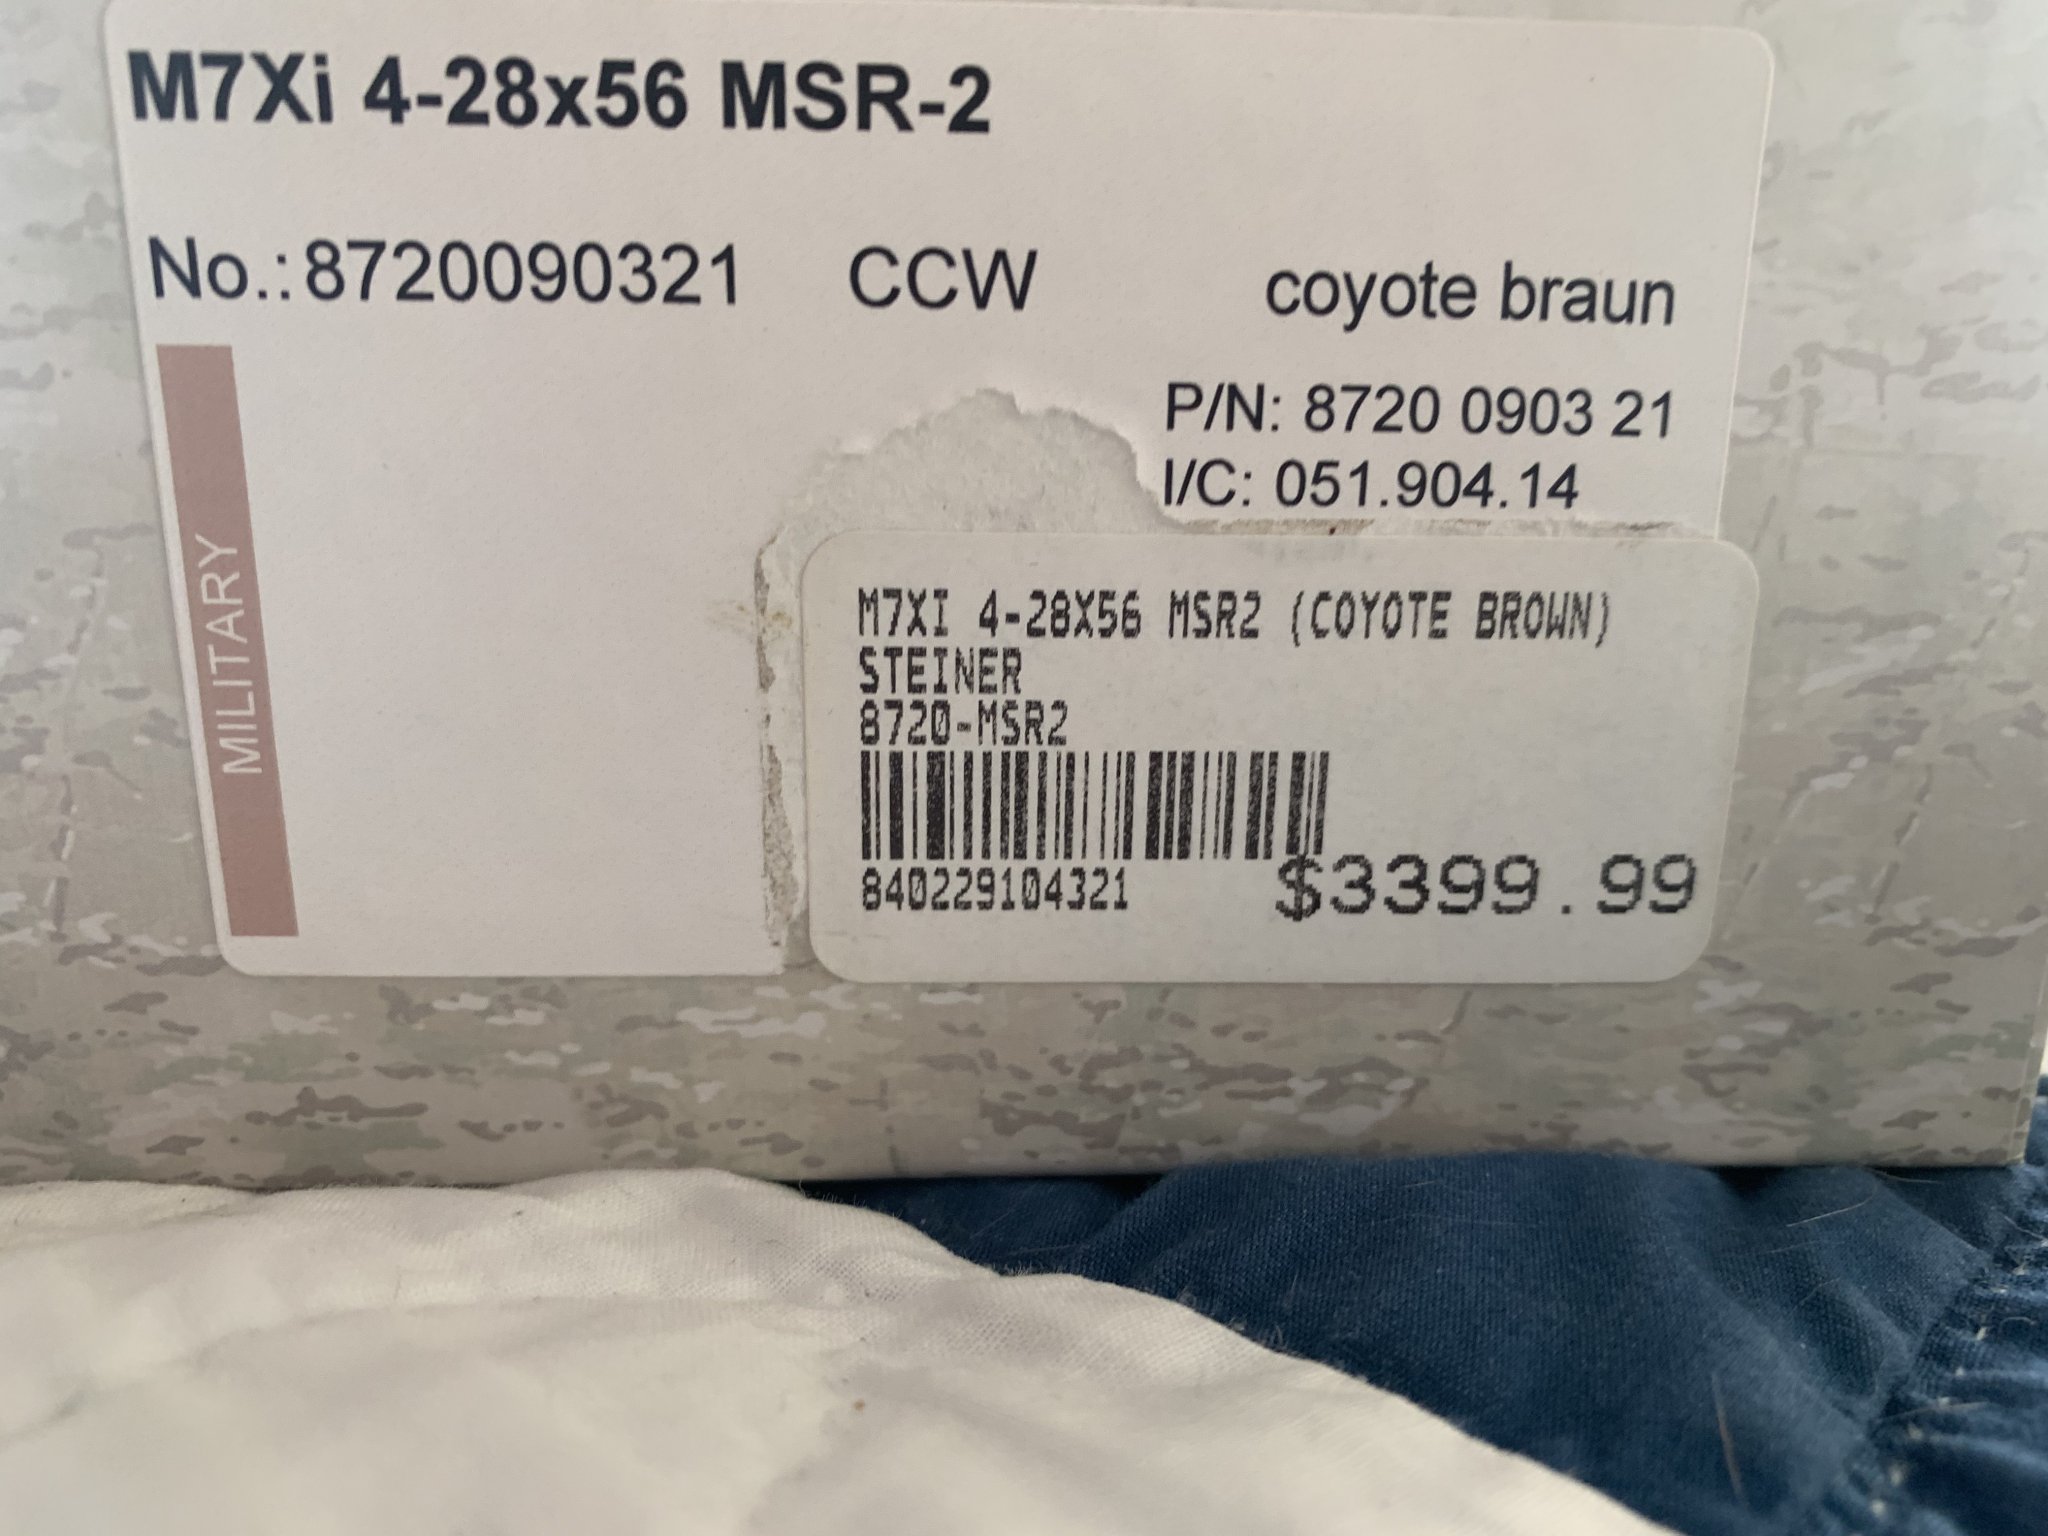 M7Xi 4-28x56 MSR-2
No.:8720090321 CCW coyote braun
P/N: 8720 0903 21
I/C: 051.904.14
MILITARY
M7XI 4-28X56 MSR2 (COYOTE BROWN)
STEINER
8720-MSR2
840229104321 $3399.99